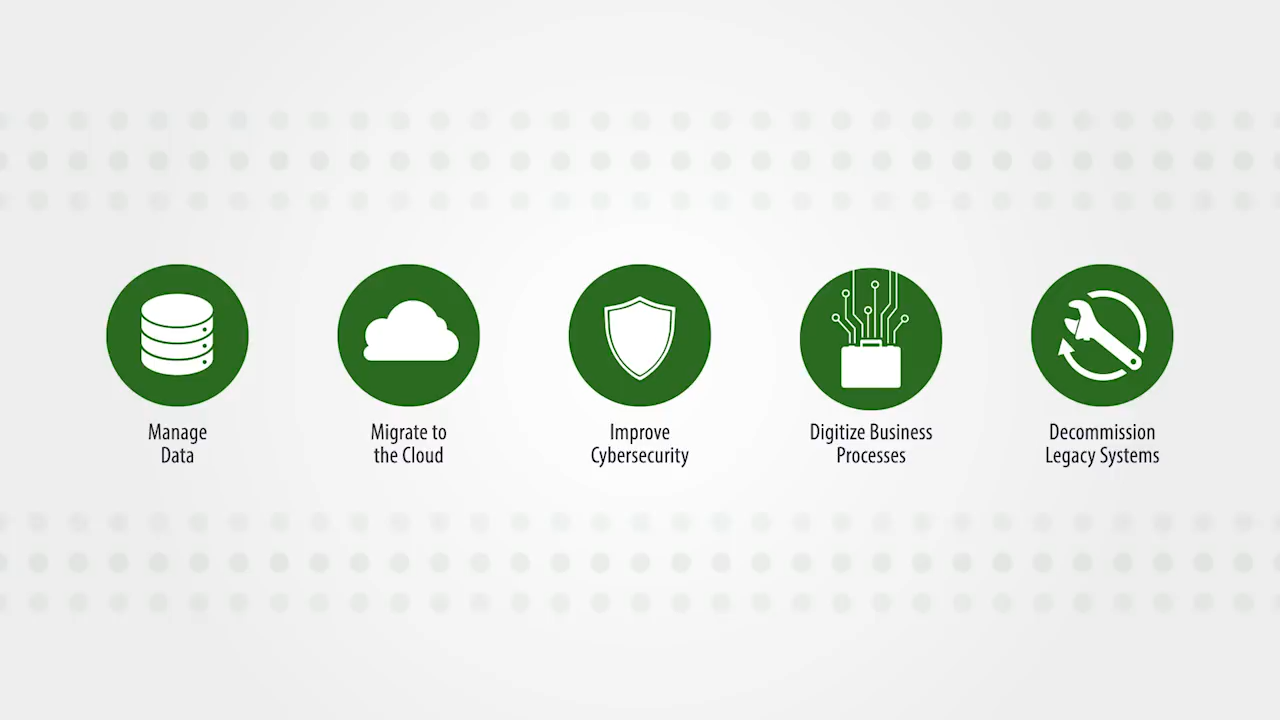 Manage
Data
Migrate to
the Cloud
Improve
Cybersecurity
Digitize Business
Processes
Decommission
Legacy Systems